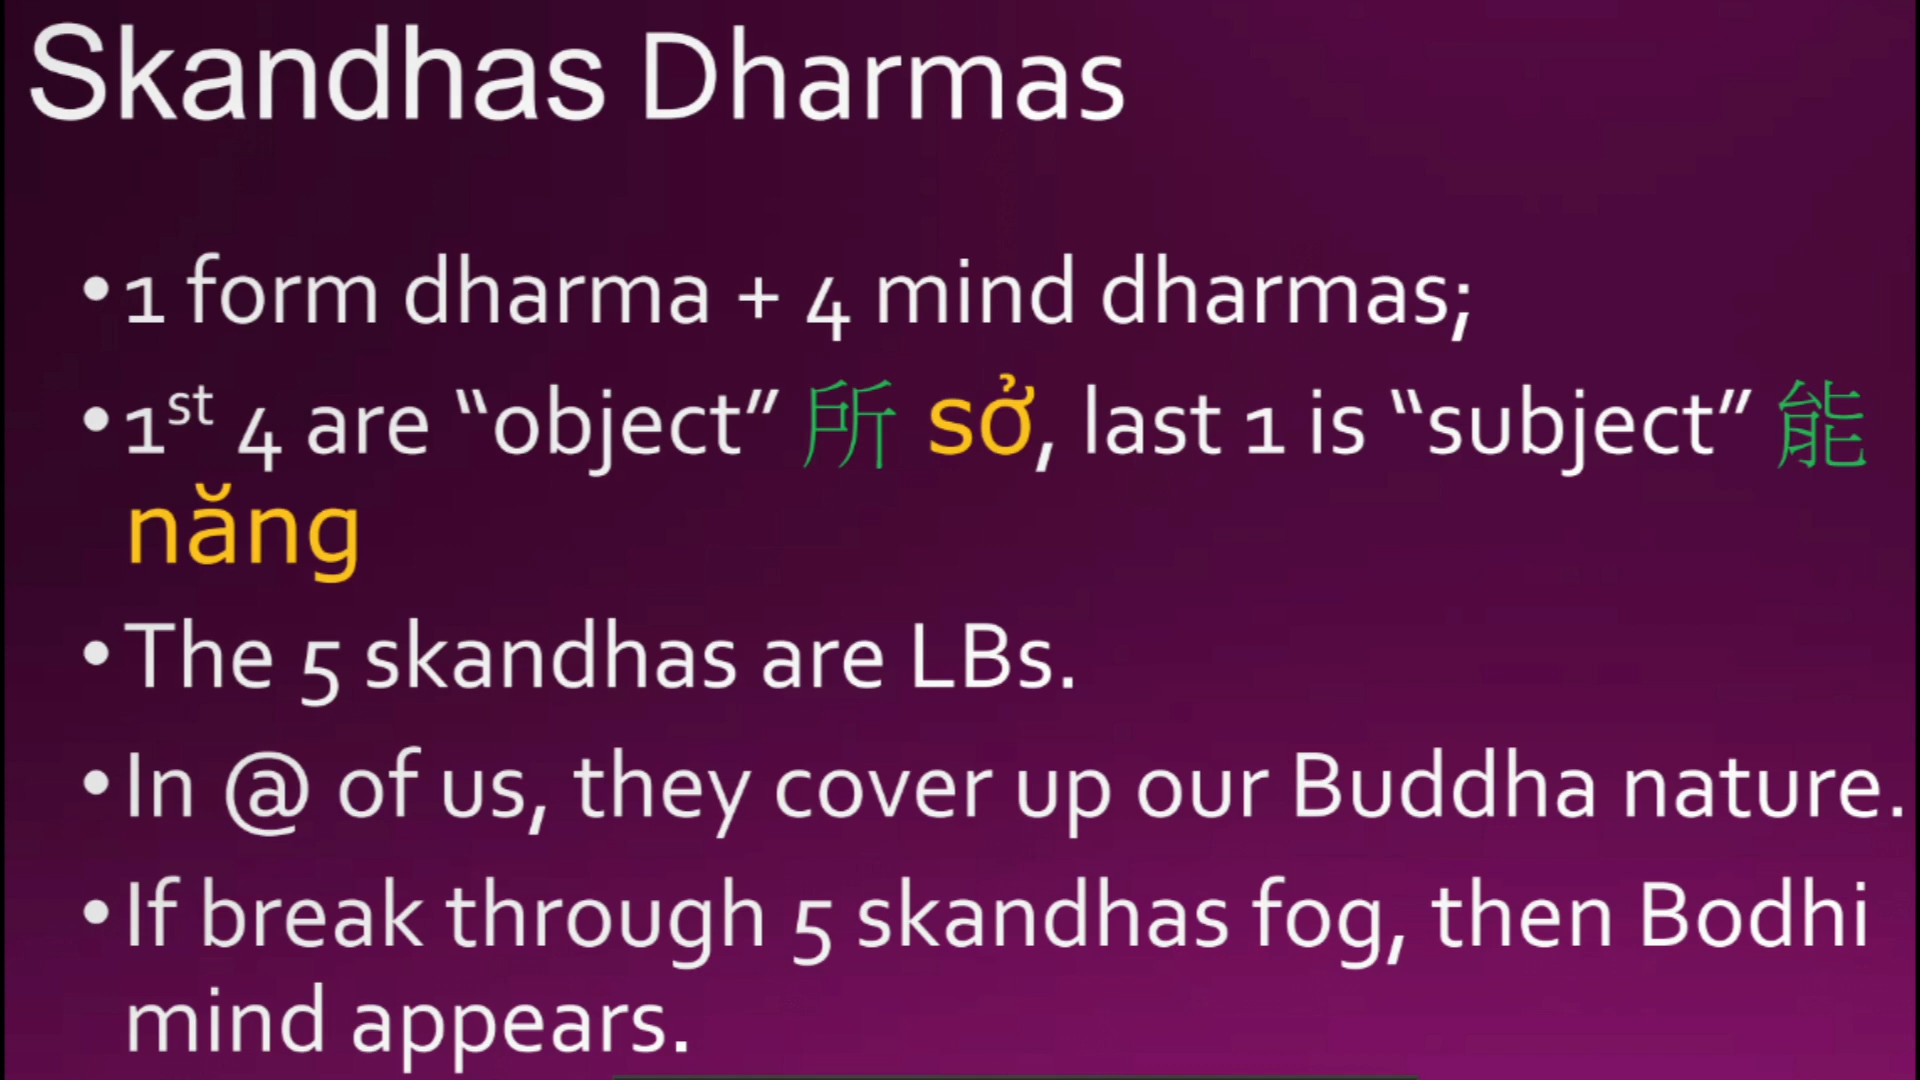 Skandhas Dharmas
•1 form dharma + 4 mind dharmas;
•1st 4 are “object” 所 sở, last 1 is “subject” 能
năng
•The 5 skandhas are LBs.
•In @ of us, they cover up our Buddha nature.
•If break through 5 skandhas fog, then Bodhi
mind appears.